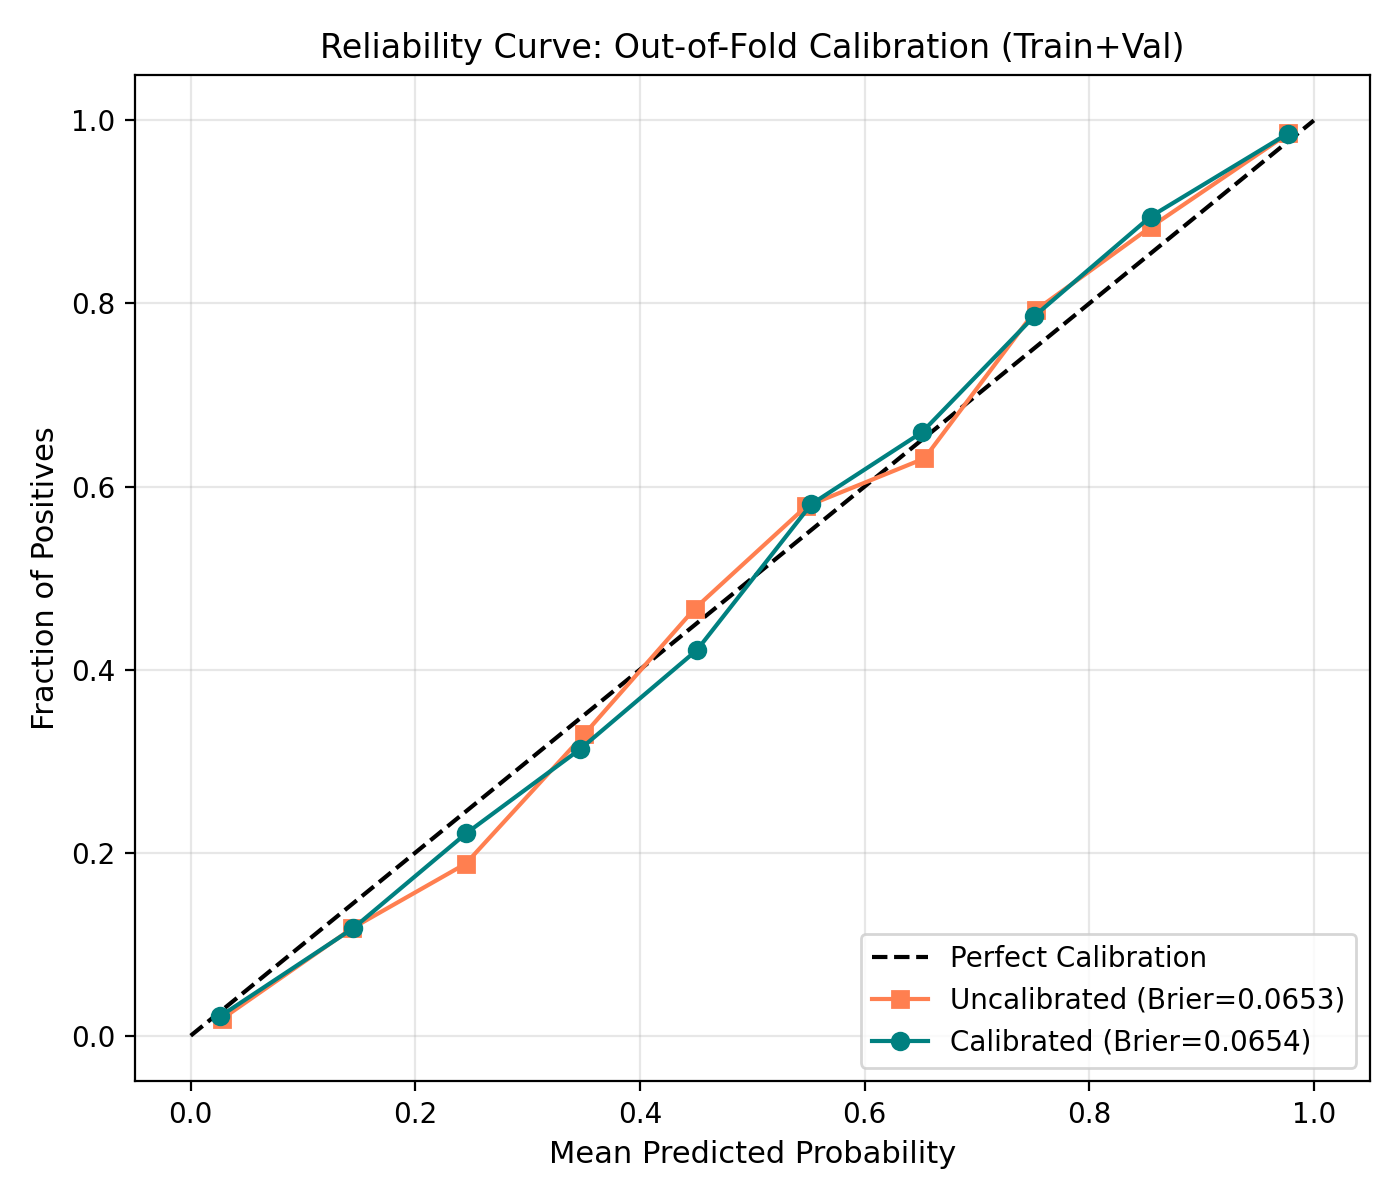 Reliability Curve: Out-of-Fold Calibration (Train+Val)
1.0
0.8
0.6
0.4
0.2
0.0
Fraction of Positives
Perfect Calibration
Uncalibrated (Brier=0.0653)
Calibrated (Brier=0.0654)
0.0 0.2 0.4 0.6 0.8 1.0
Mean Predicted Probability